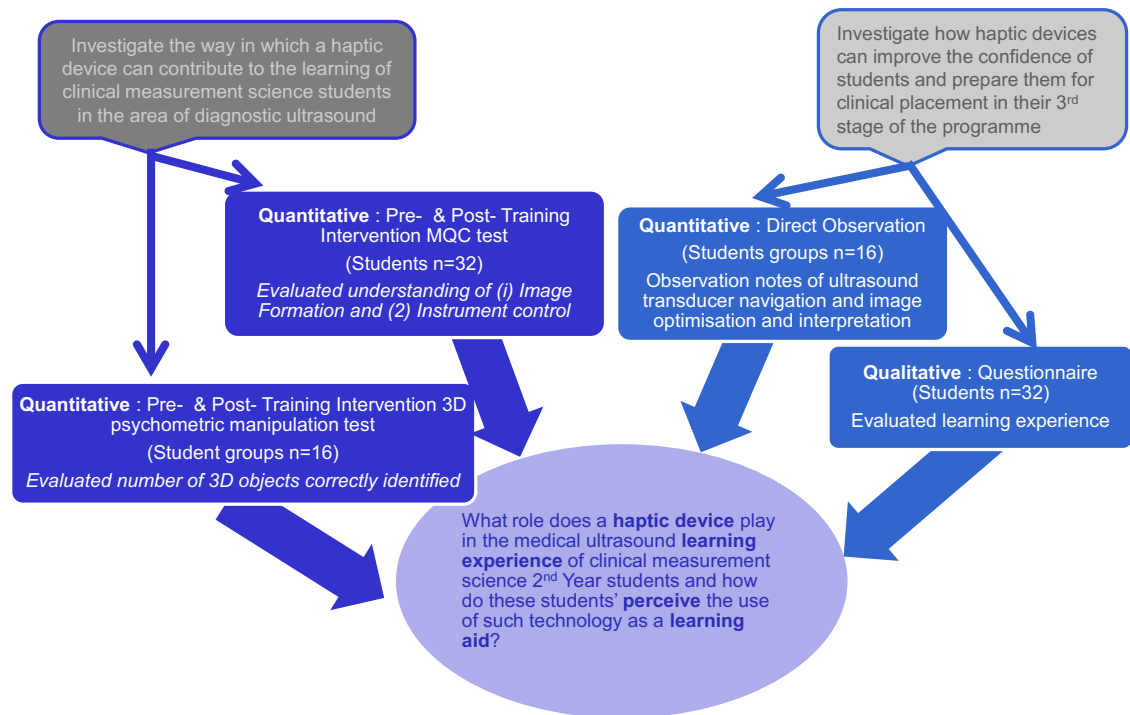 Investigate the way in which a haptic
device can contribute to the learning of
clinical measurement science students
in the area of diagnostic ultrasound
Investigate how haptic devices
can improve the confidence of
students and prepare them for
clinical placement in their 3rd
stage of the programme
Quantitative : Pre- & Post- Training
Intervention MQC test
(Students n=32)
Evaluated understanding of (i) Image
Formation and (2) Instrument control
Quantitative : Direct Observation
(Students groups n=16)
Observation notes of ultrasound
transducer navigation and image
optimisation and interpretation
Quantitative : Pre- & Post- Training Intervention 3D
psychometric manipulation test
(Student groups n=16)
Evaluated number of 3D objects correctly identified
Qualitative : Questionnaire
(Students n=32)
Evaluated learning experience
What role does a haptic device play
in the medical ultrasound learning
experience of clinical measurement
science 2nd Year students and how
do these students’ perceive the use
of such technology as a learning
aid?